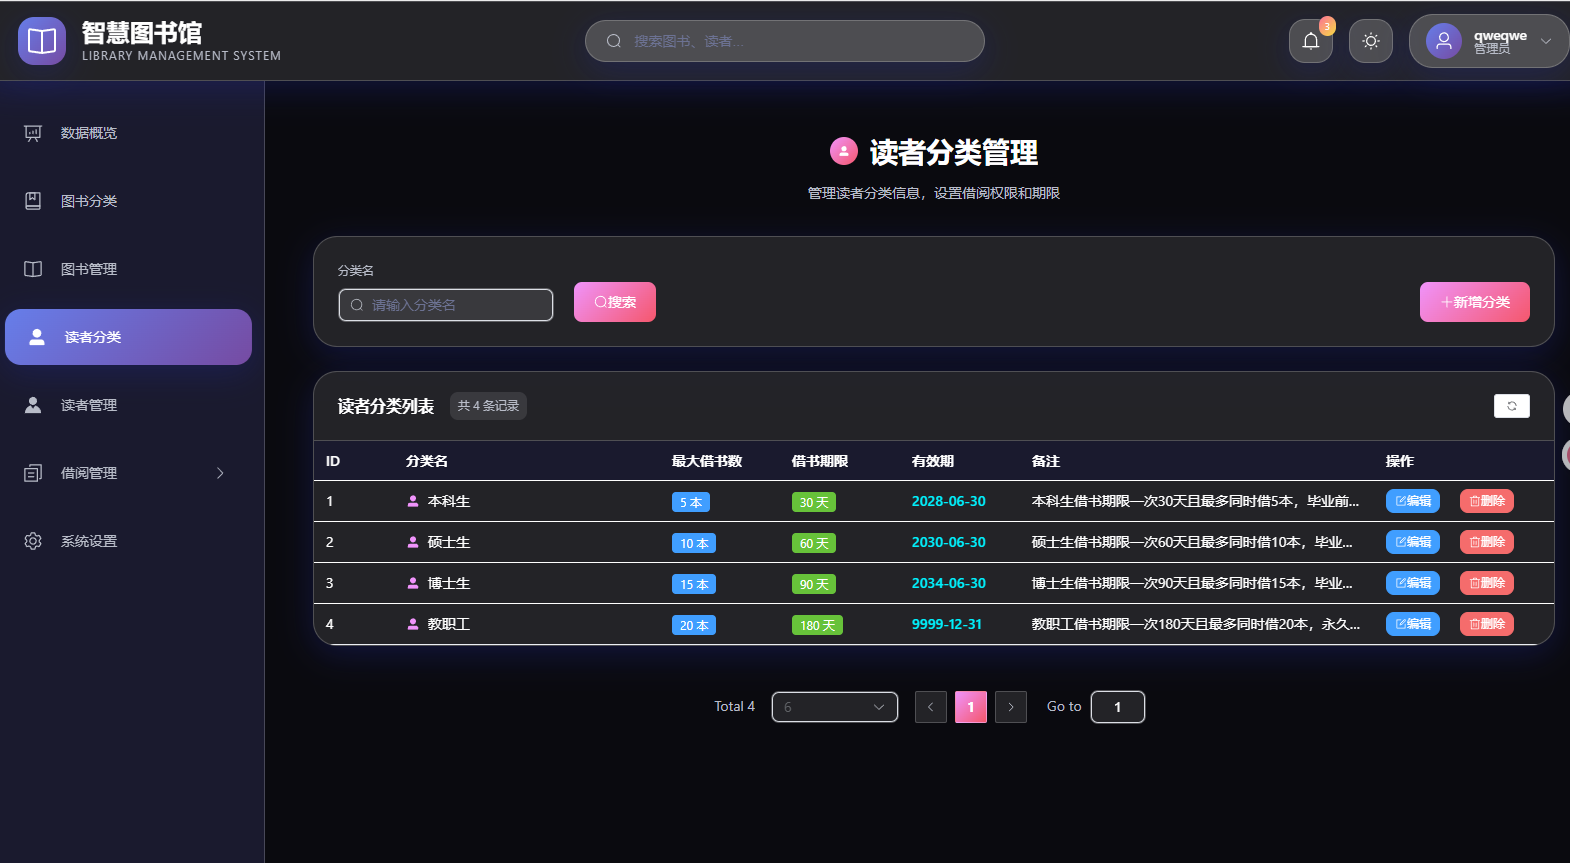 智慧图书馆
LIBRARY MANAGEMENT SYSTEM
搜索图书、读者...
3
qweqwe
管理员
数据概览
图书分类
图书管理
读者分类
读者管理
借阅管理
系统设置
读者分类管理
管理读者分类信息，设置借阅权限和期限
分类名
请输入分类名
搜索
新增分类
读者分类列表 共 4 条记录
ID 分类名 最大借书数 借书期限 有效期 备注 操作
1 本科生 5 本 30 天 2028-06-30 本科生借书期限一次30天且最多同时借5本，毕业前... 编辑 删除
2 硕士生 10 本 60 天 2030-06-30 硕士生借书期限一次60天且最多同时借10本，毕业... 编辑 删除
3 博士生 15 本 90 天 2034-06-30 博士生借书期限一次90天且最多同时借15本，毕业... 编辑 删除
4 教职工 20 本 180 天 9999-12-31 教职工借书期限一次180天且最多同时借20本，永久... 编辑 删除
Total 4 6 1 Go to 1